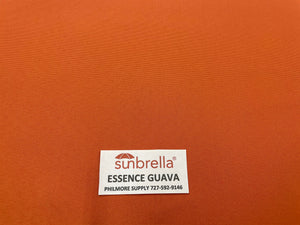 sunbrella®
ESSENCE GUAVA
PHILMORE SUPPLY 727-592-9146